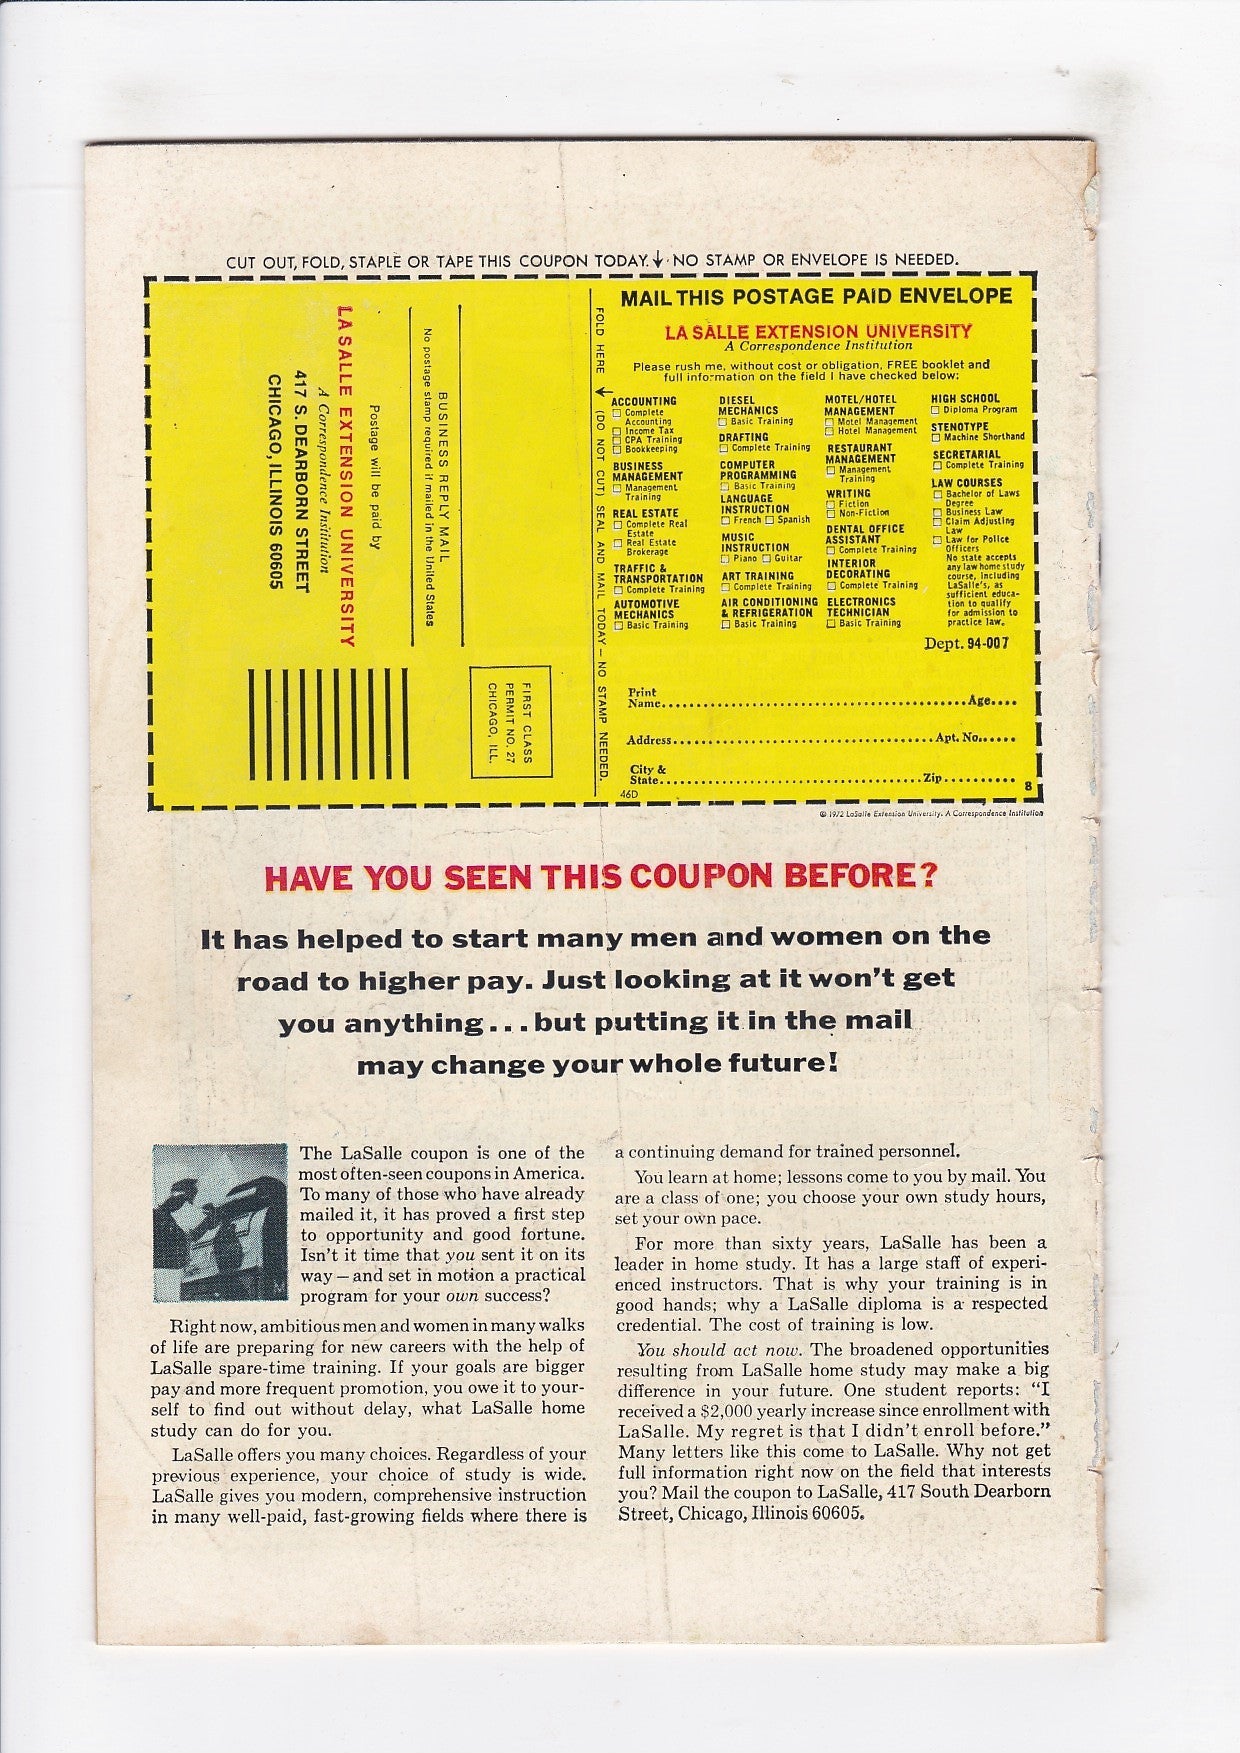 CUT OUT, FOLD, STAPLE OR TAPE THIS COUPON TODAY. NO STAMP OR ENVELOPE IS NEEDED.
BUSINESS REPLY MAIL
No postage stamp required if mailed in the United States
Postage will be paid by
LA SALLE EXTENSION UNIVERSITY
A Correspondence Institution
417 S. DEARBORN STREET
CHICAGO, ILLINOIS 60605
FIRST CLASS
PERMIT NO. 27
CHICAGO, ILL.
FOLD HERE (DO NOT CUT) SEAL AND MAIL TODAY — NO STAMP NEEDED.
MAIL THIS POSTAGE PAID ENVELOPE
LA SALLE EXTENSION UNIVERSITY
A Correspondence Institution
Please rush me, without cost or obligation, FREE booklet and
full information on the field I have checked below:
ACCOUNTING
Complete
Accounting
Income Tax
CPA Training
Bookkeeping
BUSINESS
MANAGEMENT
Management
Training
REAL ESTATE
Complete Real
Estate
Real Estate
Brokerage
TRAFFIC &
TRANSPORTATION
Complete Training
AUTOMOTIVE
MECHANICS
Basic Training
DIESEL
MECHANICS
Basic Training
DRAFTING
Complete Training
COMPUTER
PROGRAMMING
Basic Training
LANGUAGE
INSTRUCTION
French Spanish
MUSIC
INSTRUCTION
Piano Guitar
ART TRAINING
Complete Training
AIR CONDITIONING
& REFRIGERATION
Basic Training
MOTEL/HOTEL
MANAGEMENT
Motel Management
Hotel Management
RESTAURANT
MANAGEMENT
Management
Training
WRITING
Fiction
Non-Fiction
DENTAL OFFICE
ASSISTANT
Complete Training
INTERIOR
DECORATING
Complete Training
ELECTRONICS
TECHNICIAN
Basic Training
HIGH SCHOOL
Diploma Program
STENOTYPE
Machine Shorthand
SECRETARIAL
Complete Training
LAW COURSES
Bachelor of Laws
Degree
Business Law
Claim Adjusting
Law
Law for Police
Officers
No state accepts
any law home study
course, including
LaSalle's, as
sufficient educa-
tion to qualify
for admission to
practice law.
Dept. 94-007
Print
Name Age
Address Apt. No.
City &
State Zip
46D 8
© 1972 LaSalle Extension University. A Correspondence Institution
HAVE YOU SEEN THIS COUPON BEFORE?
It has helped to start many men and women on the
road to higher pay. Just looking at it won't get
you anything...but putting it in the mail
may change your whole future!
The LaSalle coupon is one of the
most often-seen coupons in America.
To many of those who have already
mailed it, it has proved a first step
to opportunity and good fortune.
Isn't it time that you sent it on its
way — and set in motion a practical
program for your own success?
Right now, ambitious men and women in many walks
of life are preparing for new careers with the help of
LaSalle spare-time training. If your goals are bigger
pay and more frequent promotion, you owe it to your-
self to find out without delay, what LaSalle home
study can do for you.
LaSalle offers you many choices. Regardless of your
previous experience, your choice of study is wide.
LaSalle gives you modern, comprehensive instruction
in many well-paid, fast-growing fields where there is
a continuing demand for trained personnel.
You learn at home; lessons come to you by mail. You
are a class of one; you choose your own study hours,
set your own pace.
For more than sixty years, LaSalle has been a
leader in home study. It has a large staff of experi-
enced instructors. That is why your training is in
good hands; why a LaSalle diploma is a respected
credential. The cost of training is low.
You should act now. The broadened opportunities
resulting from LaSalle home study may make a big
difference in your future. One student reports: "I
received a $2,000 yearly increase since enrollment with
LaSalle. My regret is that I didn't enroll before."
Many letters like this come to LaSalle. Why not get
full information right now on the field that interests
you? Mail the coupon to LaSalle, 417 South Dearborn
Street, Chicago, Illinois 60605.